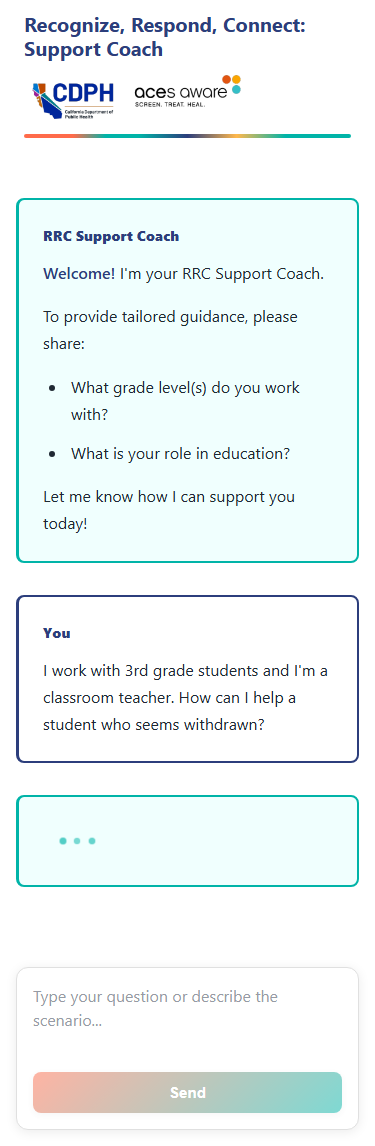 Recognize, Respond, Connect:
Support Coach
CDPH
California Department of
Public Health
aces aware
SCREEN. TREAT. HEAL.
RRC Support Coach
Welcome! I'm your RRC Support Coach.
To provide tailored guidance, please
share:
• What grade level(s) do you work
with?
• What is your role in education?
Let me know how I can support you
today!
You
I work with 3rd grade students and I'm a
classroom teacher. How can I help a
student who seems withdrawn?
Type your question or describe the
scenario...
Send